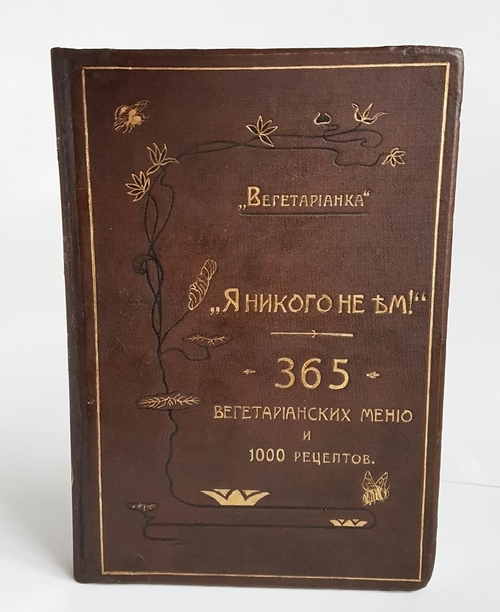 „Вегетаріанка“
„Я никого не ѣм!“
365
вегетаріанских меню
и
1000 рецептов.